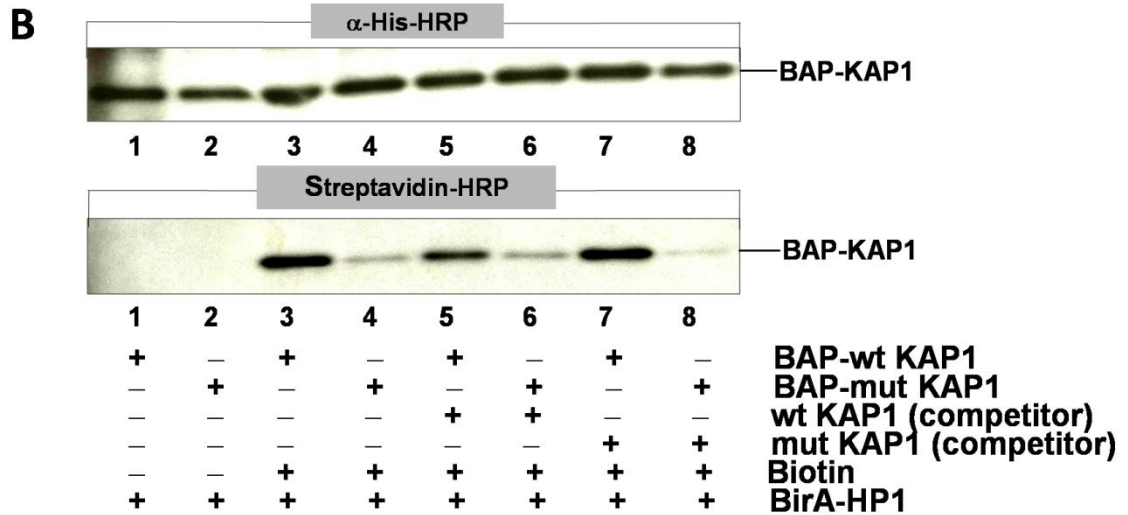 B
α-His-HRP
BAP-KAP1
1 2 3 4 5 6 7 8
Streptavidin-HRP
BAP-KAP1
1 2 3 4 5 6 7 8
+ – + – + – + – BAP-wt KAP1
– + – + – + – + BAP-mut KAP1
– – – – + + – – wt KAP1 (competitor)
– – – – – – + + mut KAP1 (competitor)
– – + + + + + + Biotin
+ + + + + + + + BirA-HP1